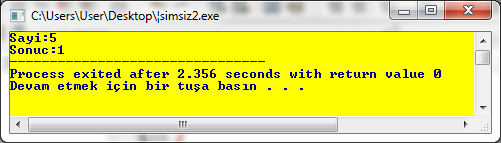 C:\Users\User\Desktop\¦simsiz2.exe
Sayi:5
Sonuc:1
--------------------------------
Process exited after 2.356 seconds with return value 0
Devam etmek için bir tuşa basın . . .